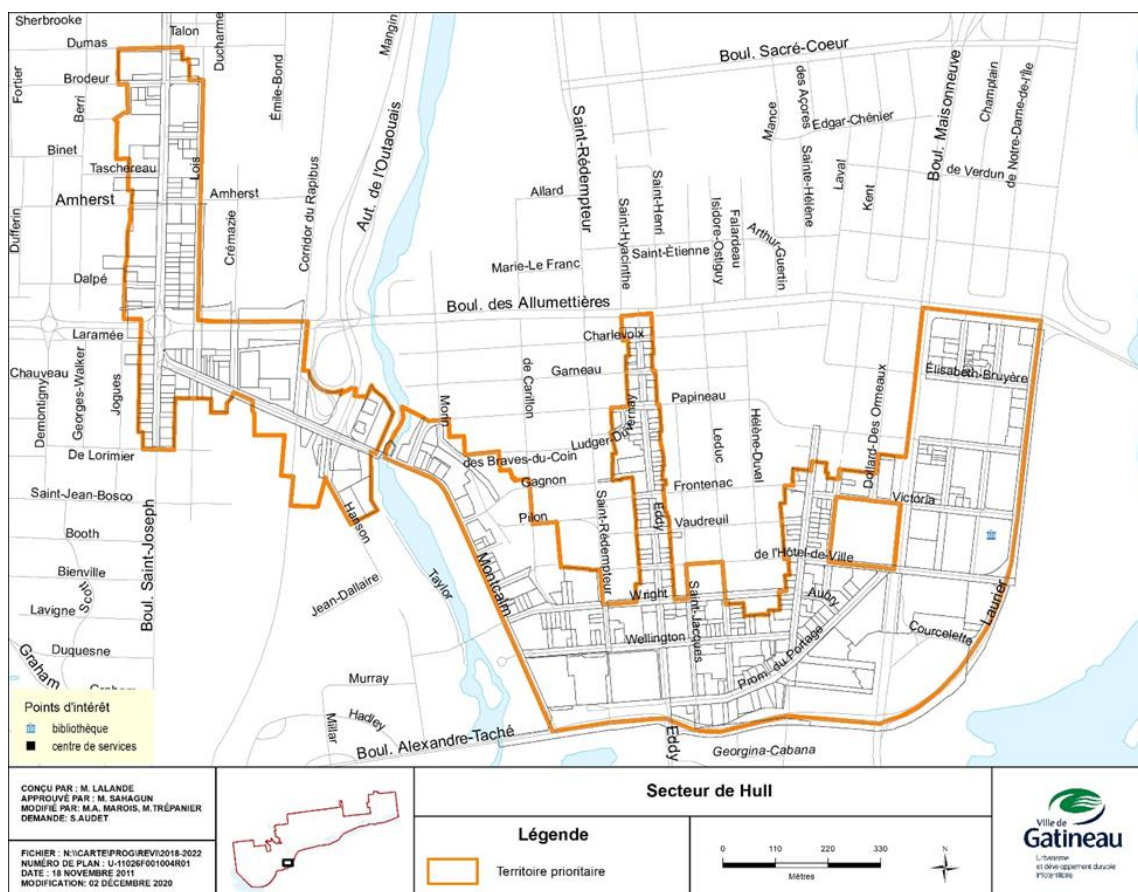 Sherbrooke
Talon
Dumas
Ducharme
Mangin
Boul. Sacré-Coeur
Fortier
Brodeur
Berri
Émile-Bond
Aut. de l'Outaouais
Saint-Rédempteur
Mance
des Açores
Edgar-Chénier
Boul. Maisonneuve
Champlain
de Notre-Dame-de-l'Île
Binet
Taschereau
Lois
Sainte-Hélène
Laval
Kent
de Verdun
Amherst
Amherst
Allard
Saint-Hyacinthe
Saint-Henri
Isidore-Ostiguy
Falardeau
Arthur-Guertin
Dufferin
Crémazie
Corridor du Rapibus
Saint-Étienne
Marie-Le Franc
Dalpé
Boul. des Allumettières
Laramée
Charlevoix
Chauveau
Georges-Walker
Demontigny
Jogues
Garneau
de Carillon
Élisabeth-Bruyère
Papineau
Morin
Ludger-Duvernay
Leduc
Hélène-Duval
Dollard-Des Ormeaux
De Lorimier
des Braves-du-Coin
Gagnon
Frontenac
Victoria
Saint-Jean-Bosco
Hanson
Pilon
Saint-Rédempteur
Eddy
Vaudreuil
Booth
Boul. Saint-Joseph
de l'Hôtel-de-Ville
Bienville
Scott
Jean-Dallaire
Taylor
Montcalm
Wright
Saint-Jacques
Aubry
Laurier
Lavigne
Wellington
Courcelette
Duquesne
Graham
Graham
Prom. du Portage
Murray
Hadley
Millar
Boul. Alexandre-Taché
Eddy
Georgina-Cabana
Points d'intérêt
bibliothèque
centre de services
CONÇU PAR : M. LALANDE
APPROUVÉ PAR : M. SAHAGUN
MODIFIÉ PAR: M.A. MAROIS, M.TRÉPANIER
DEMANDE: S.AUDET
FICHIER : N:\\CARTE\PROG\REVI\2018-2022
NUMÉRO DE PLAN : U-11026F001004R01
DATE : 18 NOVEMBRE 2011
MODIFICATION: 02 DÉCEMBRE 2020
Secteur de Hull
Légende
Territoire prioritaire
0 110 220 330
Mètres
N
Ville de
Gatineau
Urbanisme
et développement durable